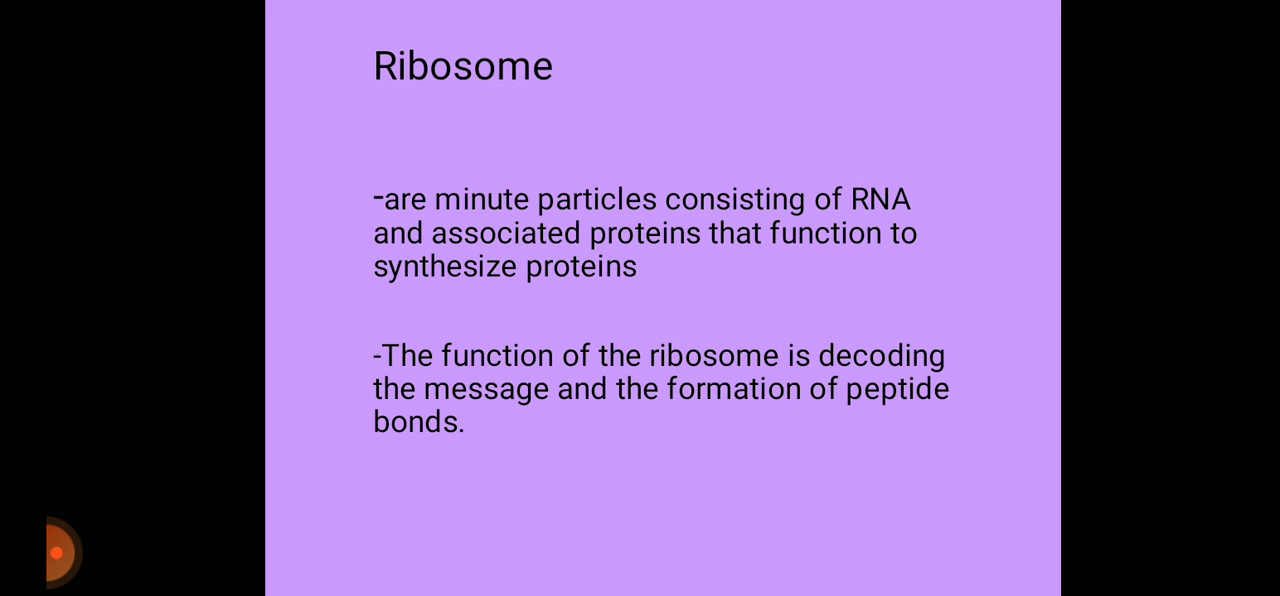 Ribosome
-are minute particles consisting of RNA
and associated proteins that function to
synthesize proteins
-The function of the ribosome is decoding
the message and the formation of peptide
bonds.